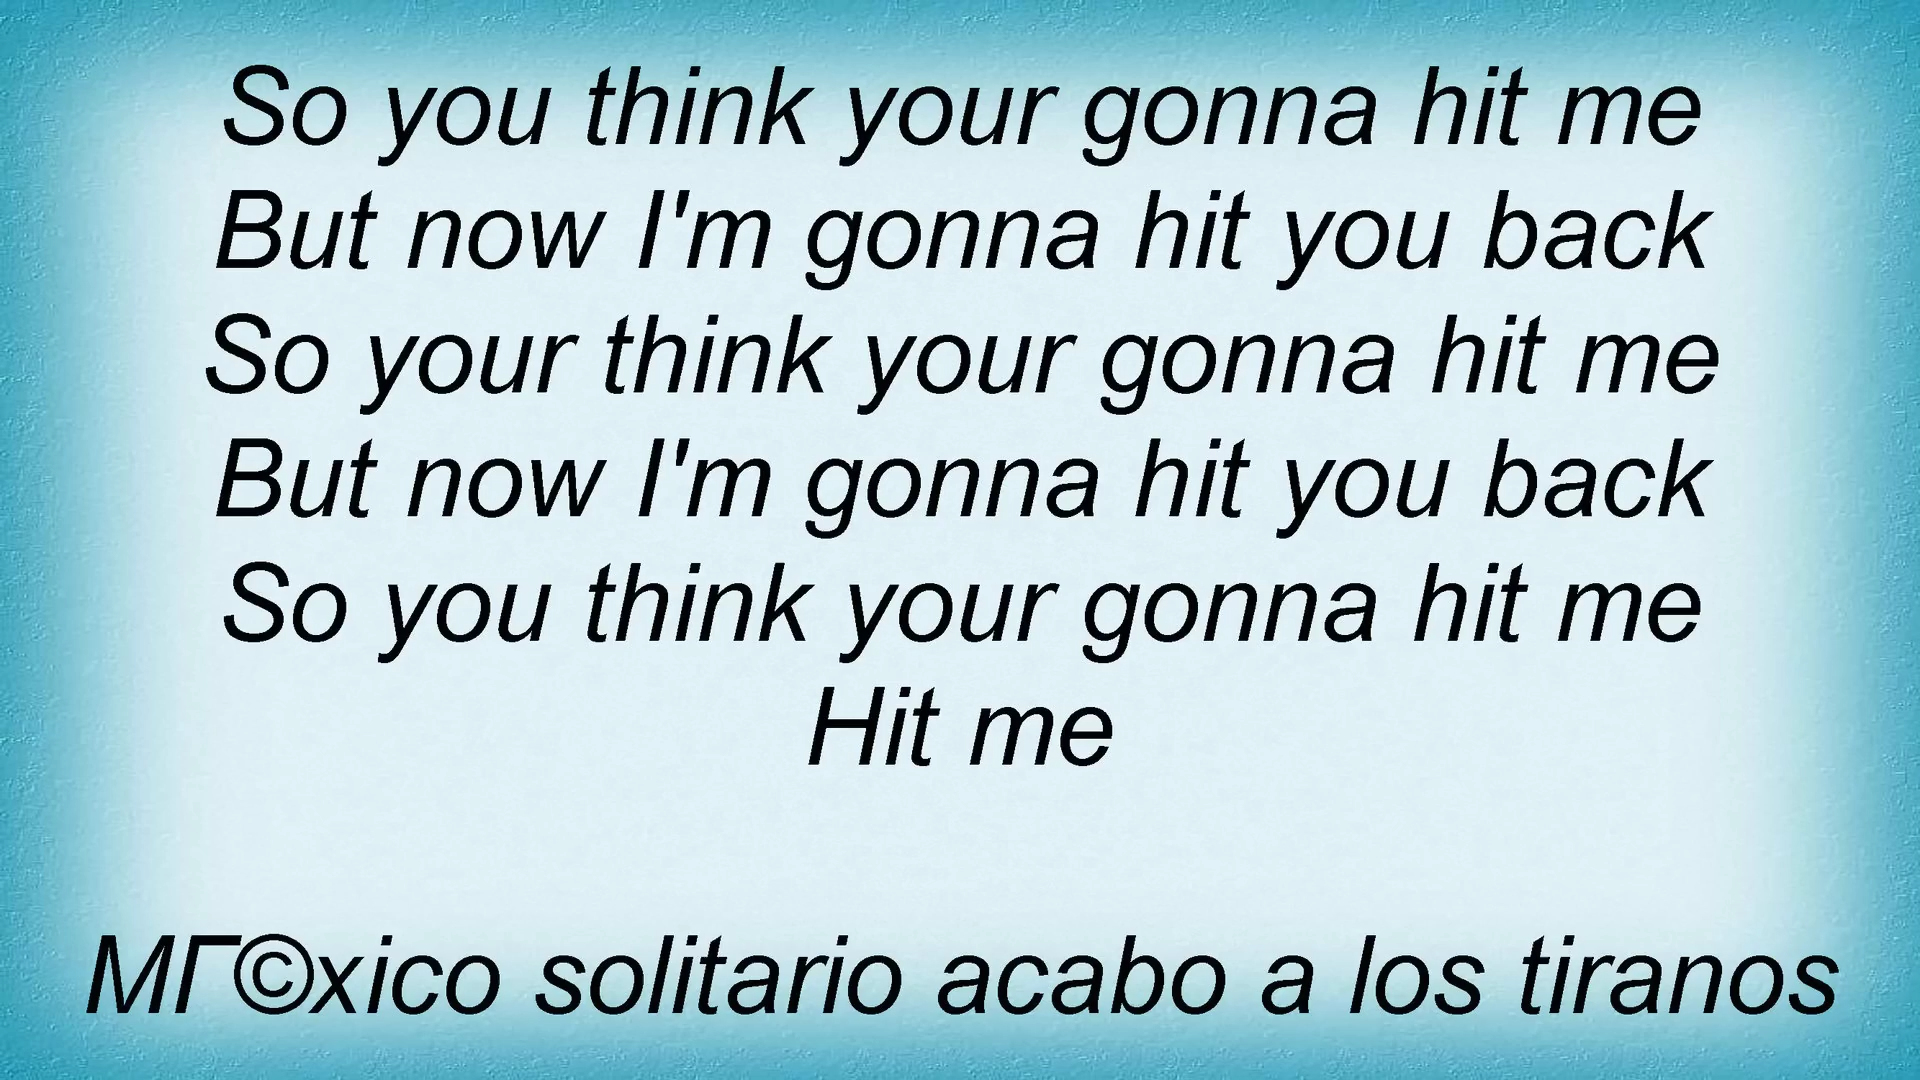 So you think your gonna hit me
But now I'm gonna hit you back
So your think your gonna hit me
But now I'm gonna hit you back
So you think your gonna hit me
Hit me
MГ©xico solitario acabo a los tiranos